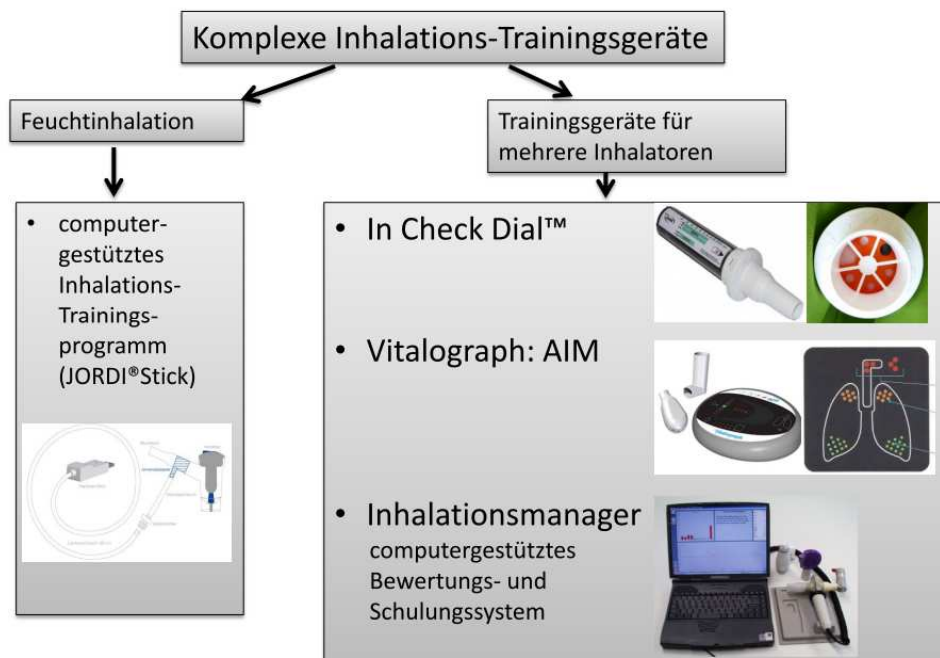 Komplexe Inhalations-Trainingsgeräte
Feuchtinhalation
Trainingsgeräte für
mehrere Inhalatoren
• computer-
gestütztes
Inhalations-
Trainings-
programm
(JORDI®Stick)
• In Check Dial™
• Vitalograph: AIM
• Inhalationsmanager
computergestütztes
Bewertungs- und
Schulungssystem